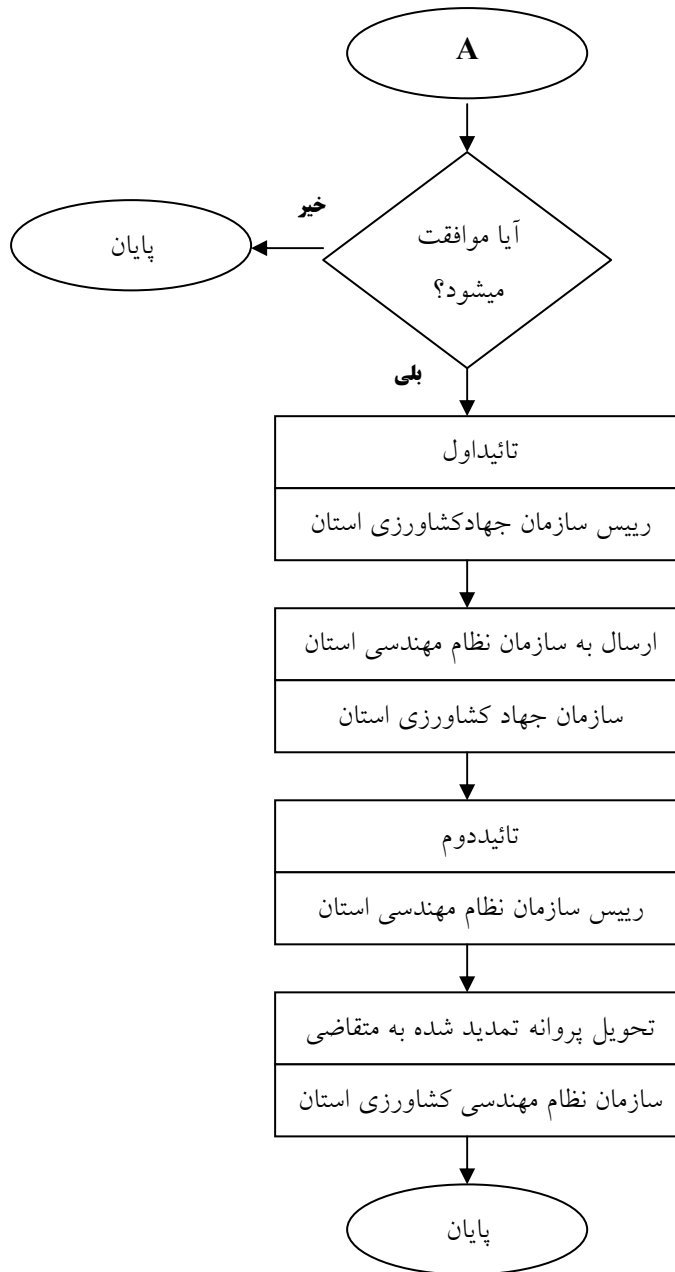 A
آیا موافقت
میشود؟
خیر
پایان
بلی
تائیداول
رییس سازمان جهادکشاورزی استان
ارسال به سازمان نظام مهندسی استان
سازمان جهاد کشاورزی استان
تائیددوم
رییس سازمان نظام مهندسی استان
تحویل پروانه تمدید شده به متقاضی
سازمان نظام مهندسی کشاورزی استان
پایان